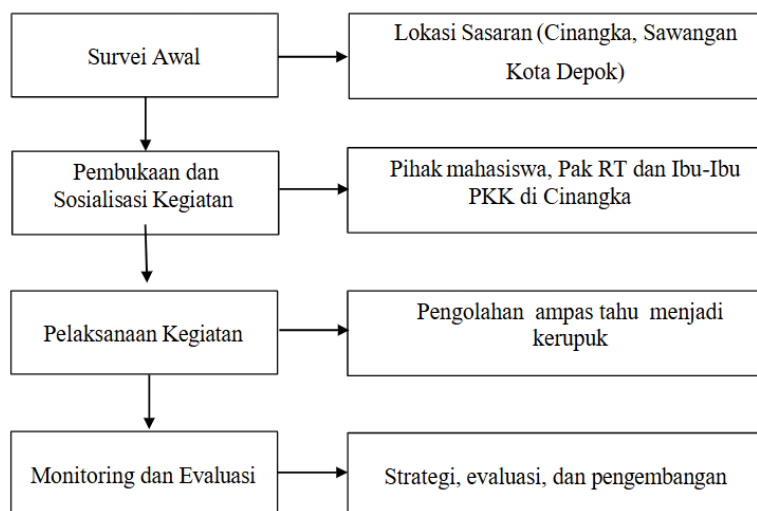 Survei Awal
Lokasi Sasaran (Cinangka, Sawangan
Kota Depok)
Pembukaan dan
Sosialisasi Kegiatan
Pihak mahasiswa, Pak RT dan Ibu-Ibu
PKK di Cinangka
Pelaksanaan Kegiatan
Pengolahan ampas tahu menjadi
kerupuk
Monitoring dan Evaluasi
Strategi, evaluasi, dan pengembangan